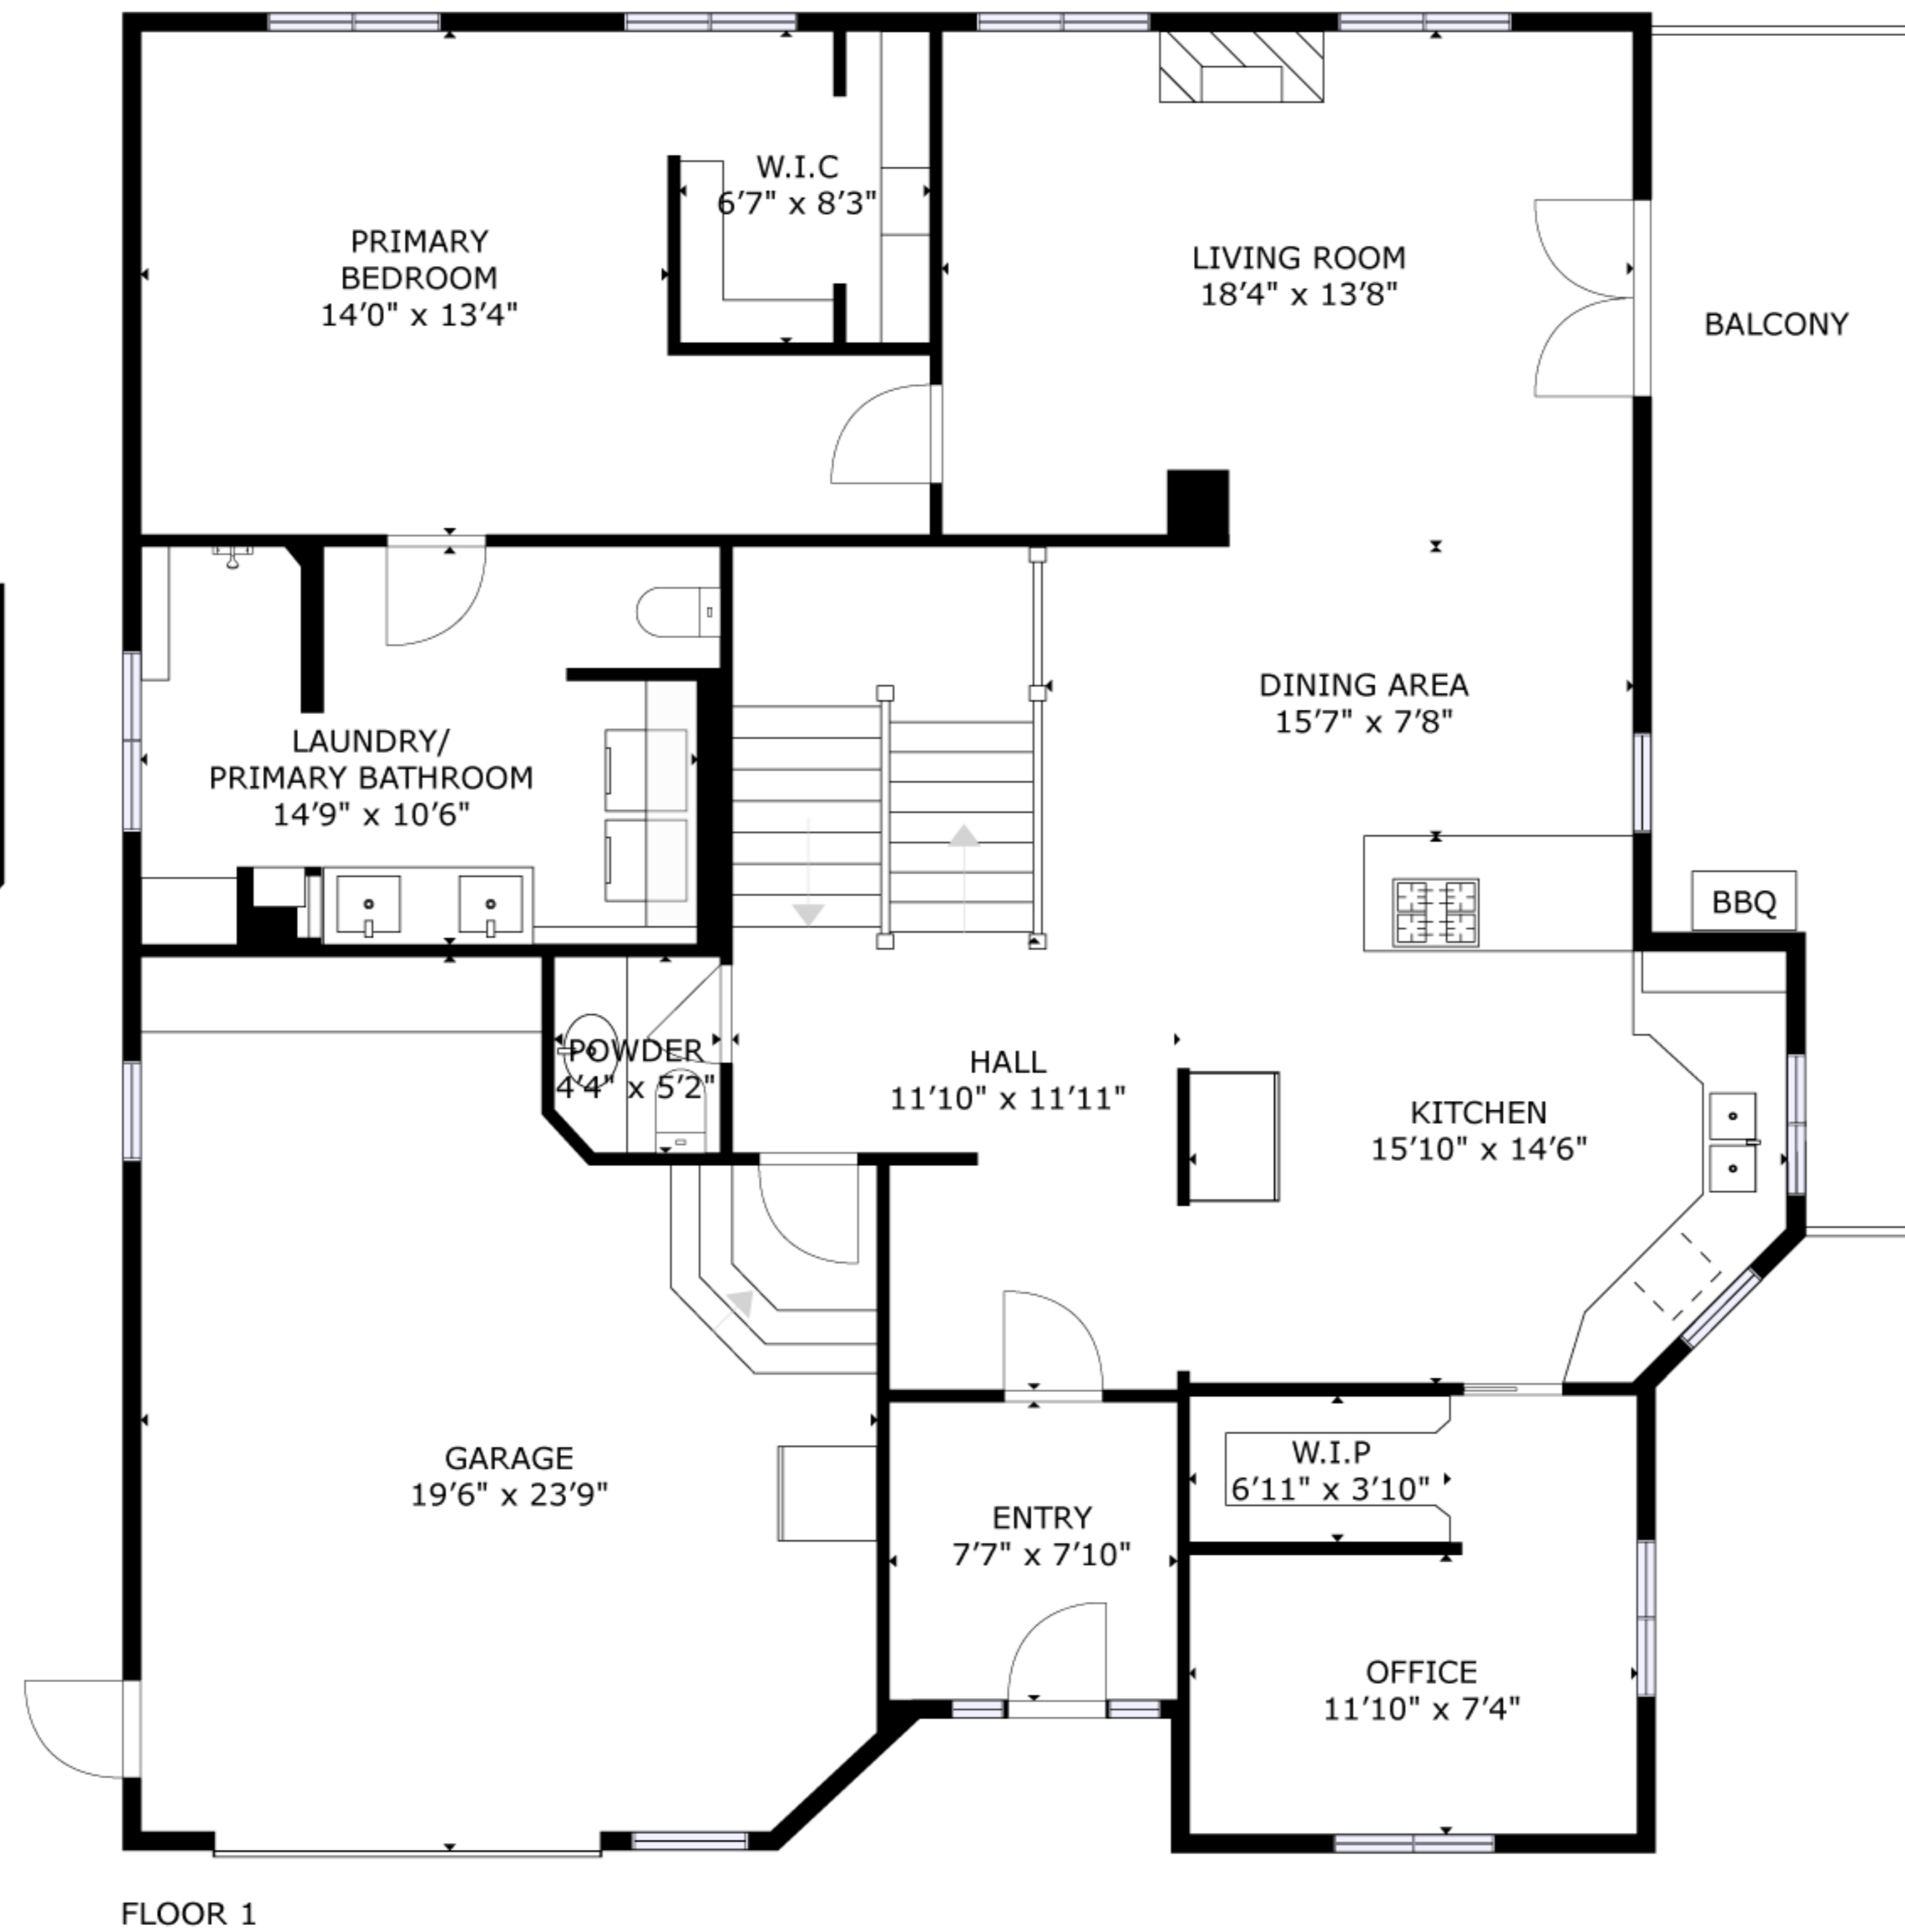 W.I.C
6'7" x 8'3"
PRIMARY
BEDROOM
14'0" x 13'4"
LIVING ROOM
18'4" x 13'8"
BALCONY
DINING AREA
15'7" x 7'8"
LAUNDRY/
PRIMARY BATHROOM
14'9" x 10'6"
BBQ
POWDER
4'4" x 5'2"
HALL
11'10" x 11'11"
KITCHEN
15'10" x 14'6"
GARAGE
19'6" x 23'9"
W.I.P
6'11" x 3'10"
ENTRY
7'7" x 7'10"
OFFICE
11'10" x 7'4"
FLOOR 1